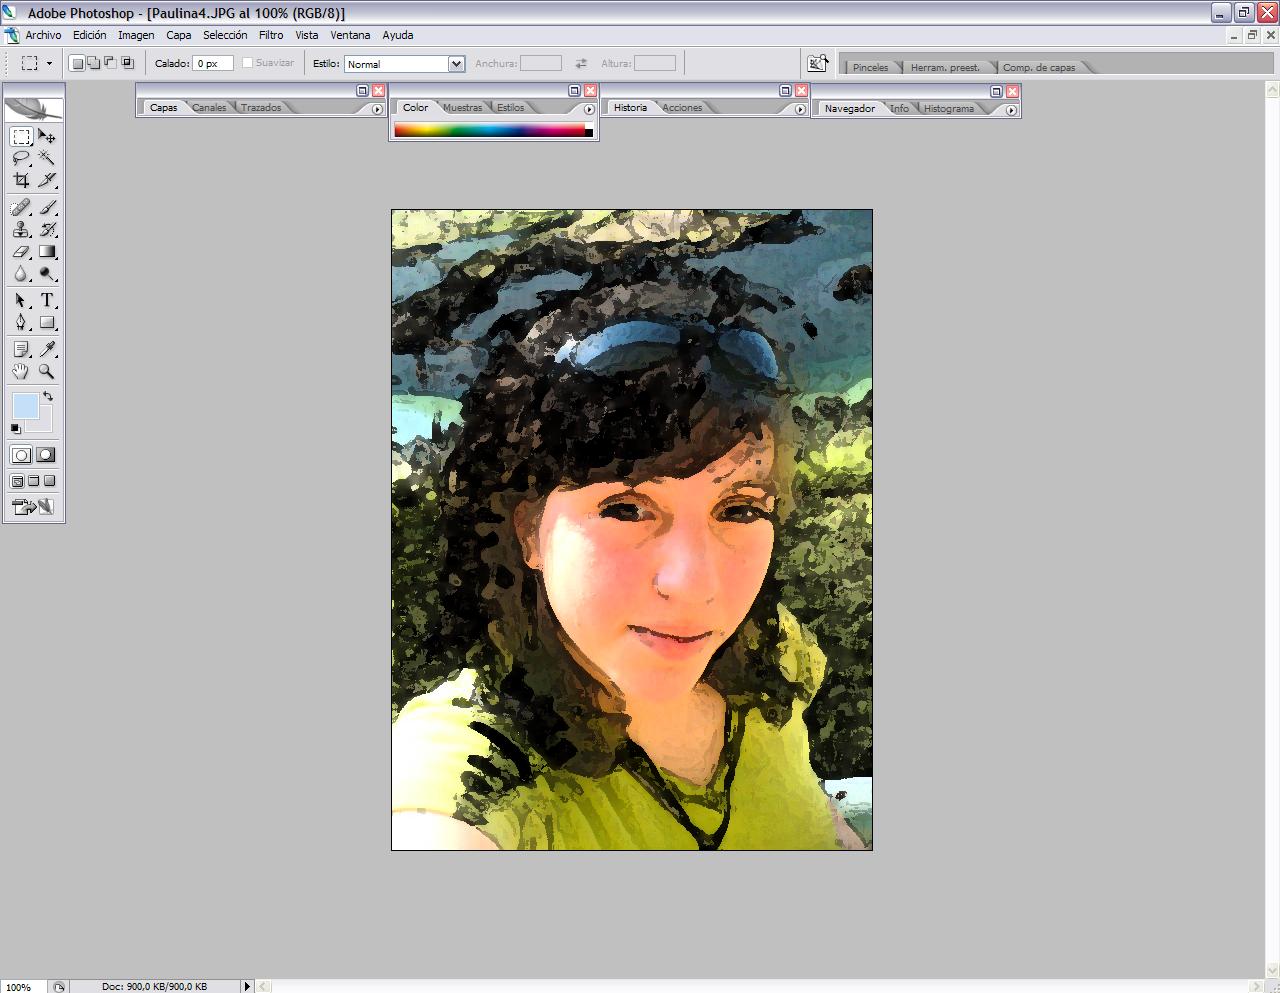 Adobe Photoshop - [Paulina4.JPG al 100% (RGB/8)]
Archivo Edición Imagen Capa Selección Filtro Vista Ventana Ayuda
Calado: 0 px Suavizar Estilo: Normal Anchura: Altura: Pinceles Herram. preest. Comp. de capas
Capas Canales Trazados Color Muestras Estilos Historia Acciones Navegador Info Histograma
T
100% Doc: 900,0 KB/900,0 KB